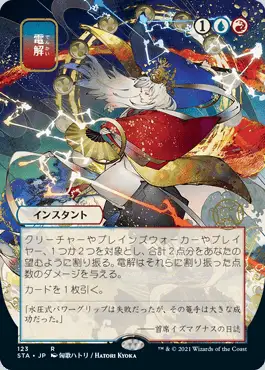 でんかい
電解
1
インスタント
クリーチャーやプレインズウォーカーやプレイ
ヤー、1つか2つを対象とし、合計2点分をあなたの
望むように割り振る。電解はそれらに割り振った点
数のダメージを与える。
カードを1枚引く。
「水圧式パワーグリップは失敗だったが、その篭手は大きな成
功だった。」
――首席イズマグナスの日誌
123 R
STA • JP 匈歌ハトリ / HATORI KYOKA
™ & © 2021 Wizards of the Coast